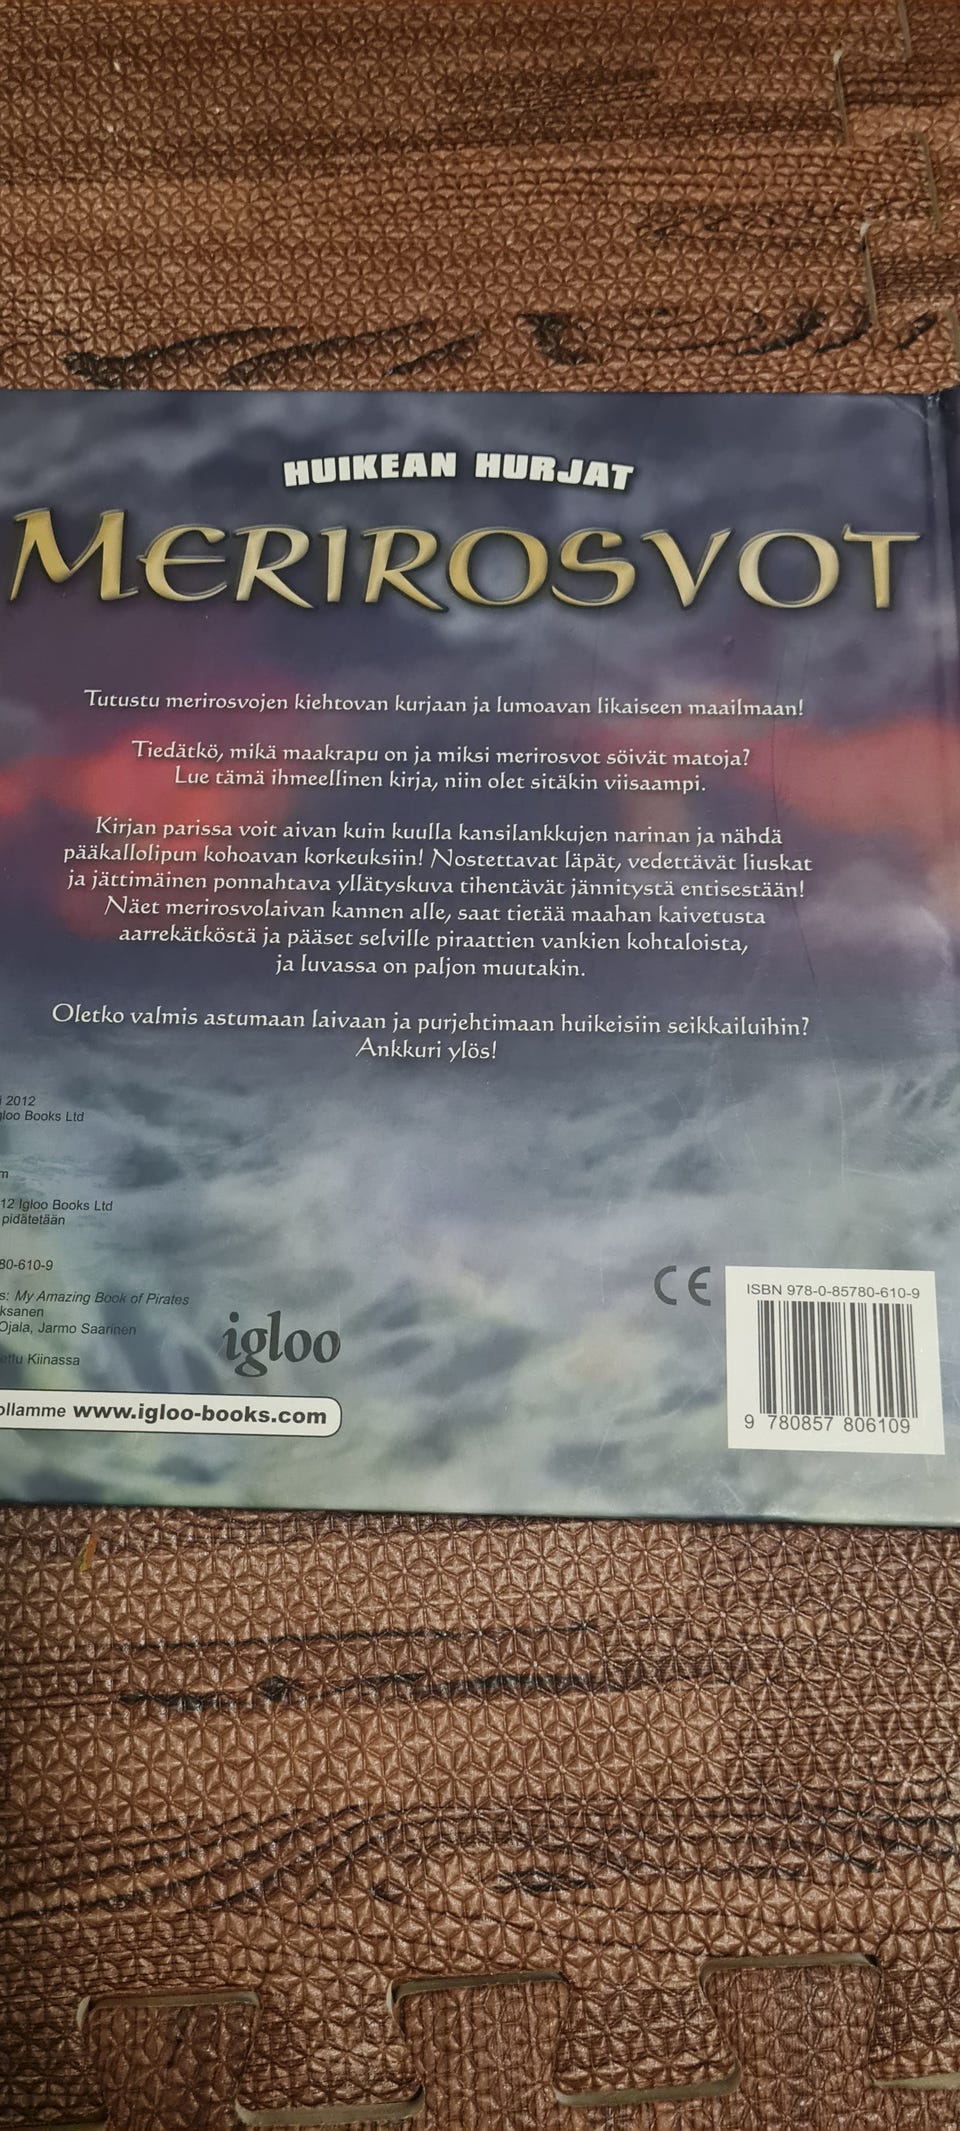 HUIKEAN HURJAT
MERIROSVOT
Tutustu merirosvojen kiehtovan kurjaan ja lumoavan likaiseen maailmaan!
Tiedätkö, mikä maakrapu on ja miksi merirosvot söivät matoja?
Lue tämä ihmeellinen kirja, niin olet sitäkin viisaampi.
Kirjan parissa voit aivan kuin kuulla kansilankkujen narinan ja nähdä
pääkallolipun kohoavan korkeuksiin! Nostettavat läpät, vedettävät liuskat
ja jättimäinen ponnahtava yllätyskuva tihentävät jännitystä entisestään!
Näet merirosvolaivan kannen alle, saat tietää maahan kaivetusta
aarrekätköstä ja pääset selville piraattien vankien kohtaloista,
ja luvassa on paljon muutakin.
Oletko valmis astumaan laivaan ja purjehtimaan huikeisiin seikkailuihin?
Ankkuri ylös!
2012
Igloo Books Ltd
12 Igloo Books Ltd
pidätetään
80-610-9
s: My Amazing Book of Pirates
ksanen
Ojala, Jarmo Saarinen
ettu Kiinassa
igloo
ollamme www.igloo-books.com
CE
ISBN 978-0-85780-610-9
9 780857 806109